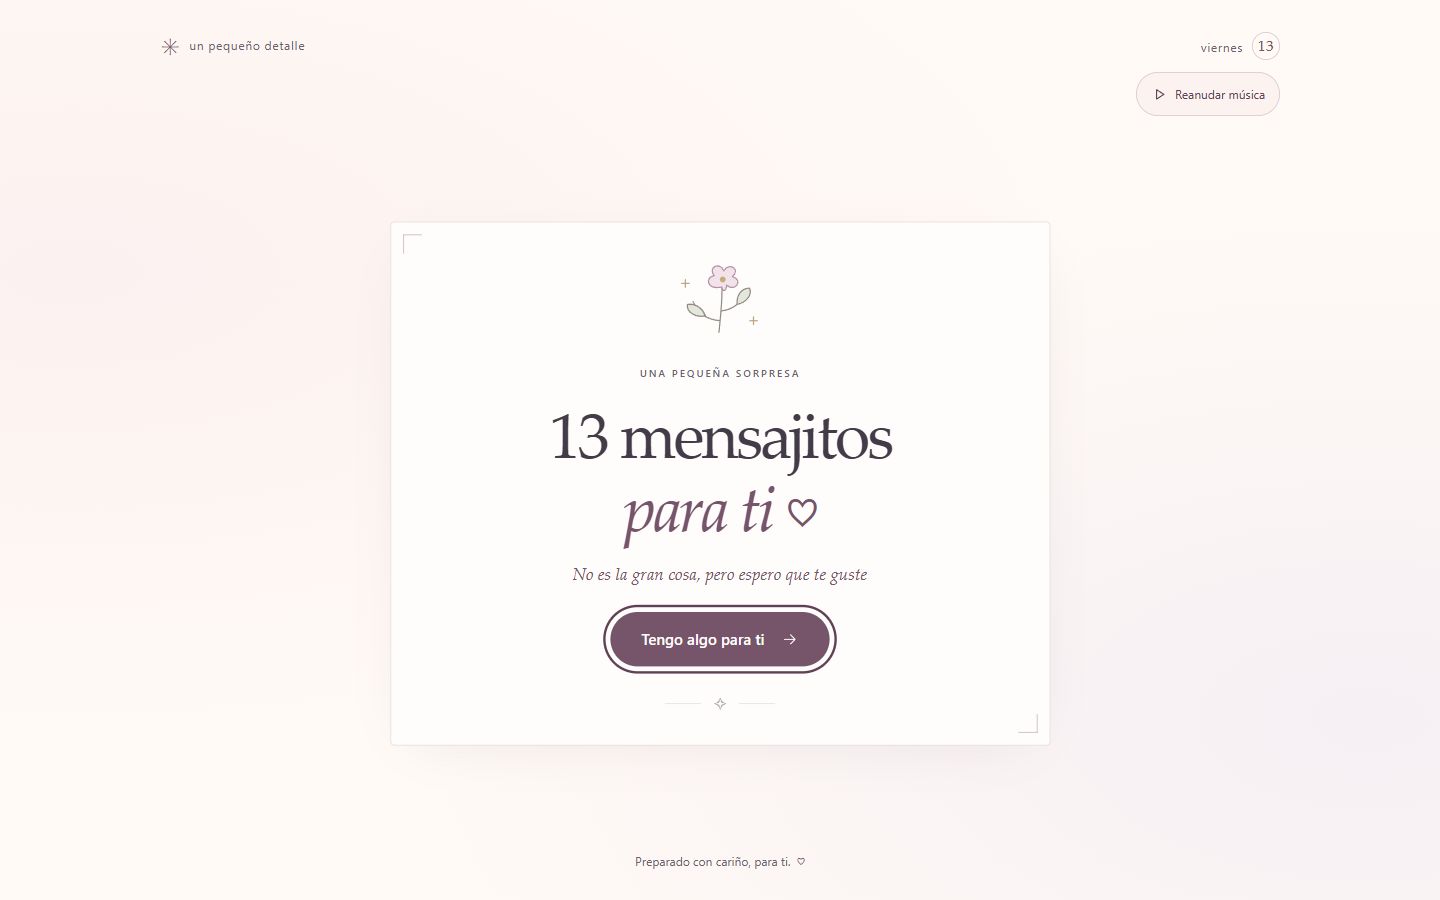 un pequeño detalle
viernes 13
Reanudar música
UNA PEQUEÑA SORPRESA
13 mensajitos
para ti ♡
No es la gran cosa, pero espero que te guste
Tengo algo para ti →
Preparado con cariño, para ti. ♡